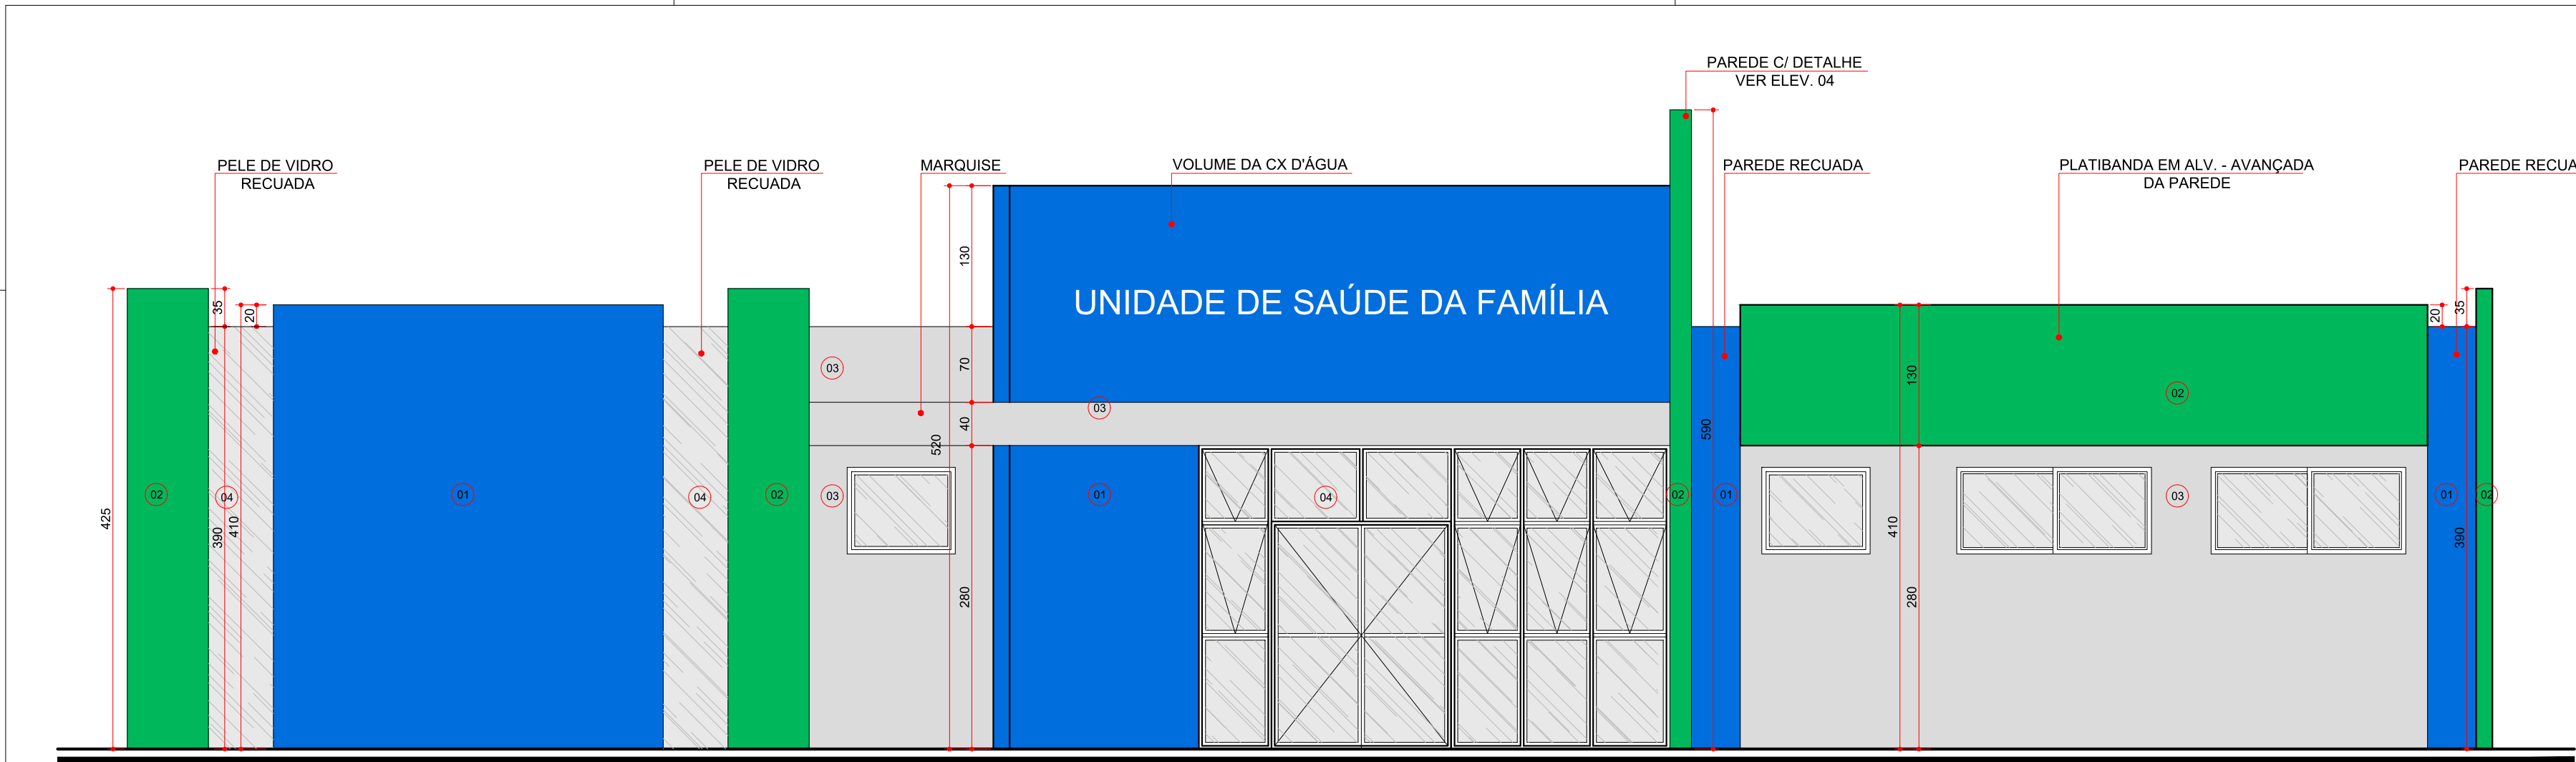 PAREDE C/ DETALHE
VER ELEV. 04
PELE DE VIDRO
RECUADA
PELE DE VIDRO
RECUADA
MARQUISE
VOLUME DA CX D'ÁGUA
PAREDE RECUADA
PLATIBANDA EM ALV. - AVANÇADA
DA PAREDE
PAREDE RECUA
UNIDADE DE SAÚDE DA FAMÍLIA
425
35
390
410
20
130
70
40
520
280
590
130
410
280
20
35
390
02
04
01
04
02
03
03
03
01
04
02
01
02
03
01
02